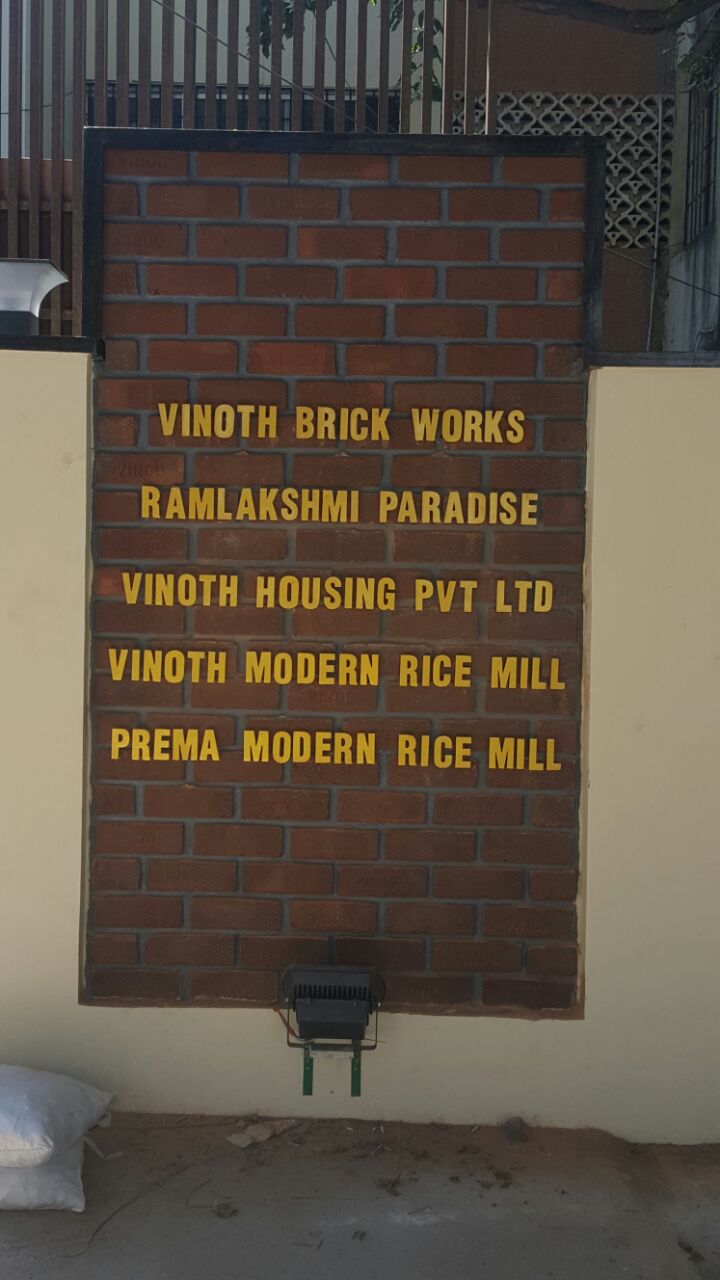 VINOTH BRICK WORKS
RAMLAKSHMI PARADISE
VINOTH HOUSING PVT LTD
VINOTH MODERN RICE MILL
PREMA MODERN RICE MILL